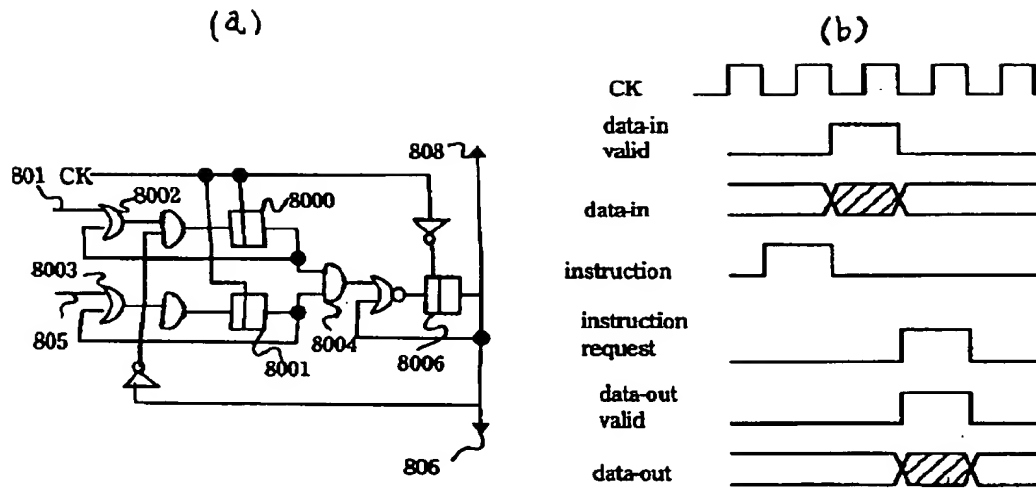 (a)
801 CK
8002
8000
808
8003
805
8001
8004
8006
806
(b)
CK
data-in
valid
data-in
instruction
instruction
request
data-out
valid
data-out